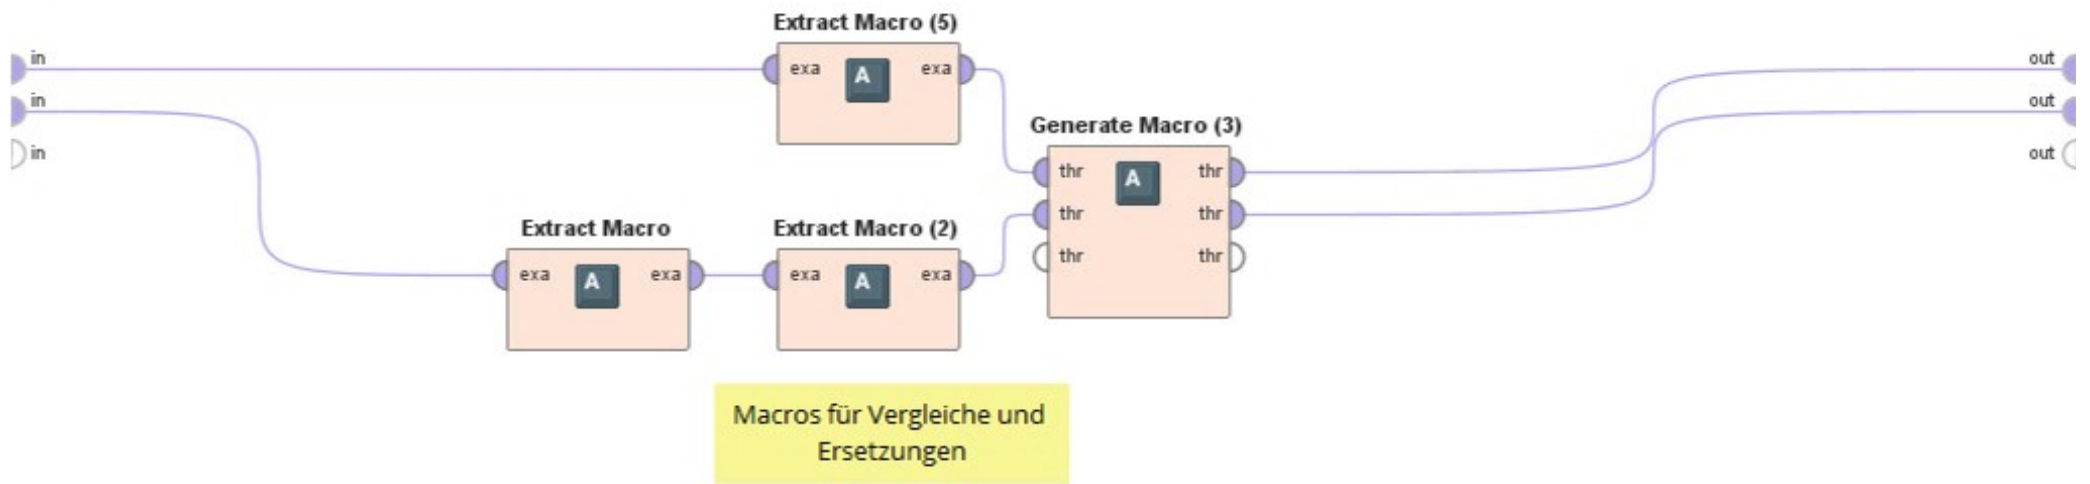 Extract Macro (5)
in
exa
A
exa
out
in
out
Generate Macro (3)
in
out
thr
A
thr
thr
thr
Extract Macro
Extract Macro (2)
thr
thr
exa
A
exa
exa
A
exa
Macros für Vergleiche und
Ersetzungen